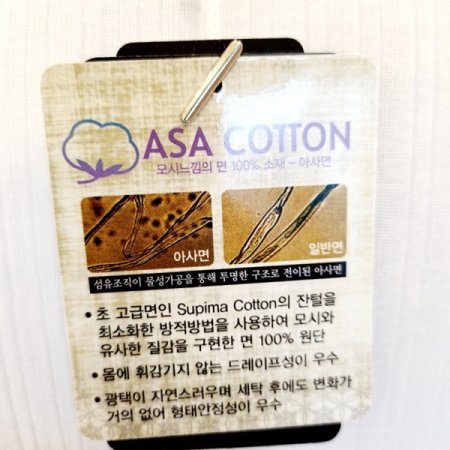 ASA COTTON
모시느낌의 면 100% 소재 - 아사면
아사면
일반면
섬유조직이 물성가공을 통해 투명한 구조로 전이된 아사면
• 초 고급면인 Supima Cotton의 잔털을
최소화한 방적방법을 사용하여 모시와
유사한 질감을 구현한 면 100% 원단
• 몸에 휘감기지 않는 드레이프성이 우수
• 광택이 자연스러우며 세탁 후에도 변화가
거의 없어 형태안정성이 우수